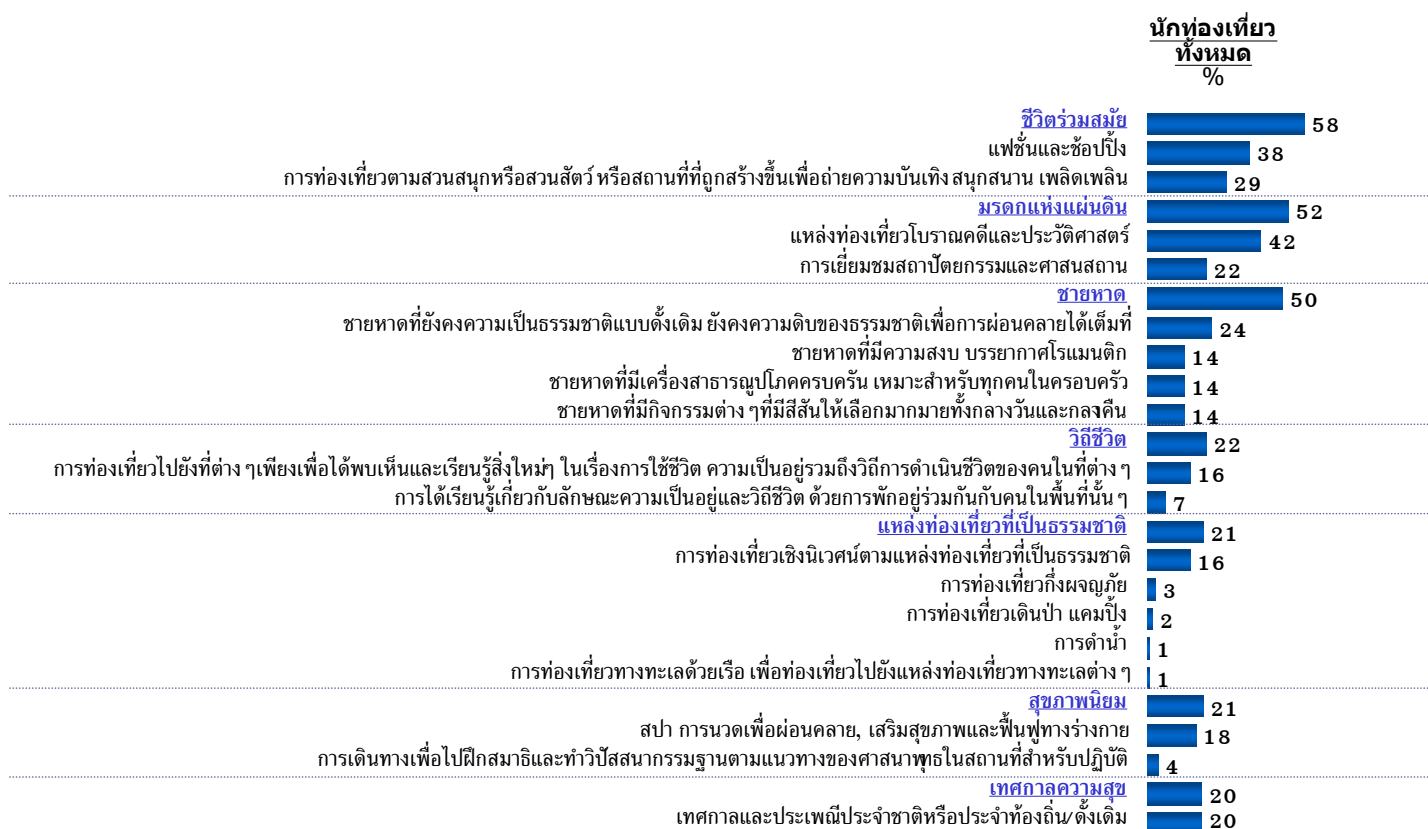 นักท่องเที่ยว
ทั้งหมด
%
ชีวิตร่วมสมัย 58
แฟชั่นและช้อปปิ้ง 38
การท่องเที่ยวตามสวนสนุกหรือสวนสัตว์ หรือสถานที่ที่ถูกสร้างขึ้นเพื่อถ่ายความบันเทิง สนุกสนาน เพลิดเพลิน 29
มรดกแห่งแผ่นดิน 52
แหล่งท่องเที่ยวโบราณคดีและประวัติศาสตร์ 42
การเยี่ยมชมสถาปัตยกรรมและศาสนสถาน 22
ชายหาด 50
ชายหาดที่ยังคงความเป็นธรรมชาติแบบดั้งเดิม ยังคงความดิบของธรรมชาติเพื่อการผ่อนคลายได้เต็มที่ 24
ชายหาดที่มีความสงบ บรรยากาศโรแมนติก 14
ชายหาดที่มีเครื่องสาธารณูปโภคครบครัน เหมาะสำหรับทุกคนในครอบครัว 14
ชายหาดที่มีกิจกรรมต่าง ๆที่มีสีสันให้เลือกมากมายทั้งกลางวันและกลางคืน 14
วิถีชีวิต 22
การท่องเที่ยวไปยังที่ต่าง ๆเพียงเพื่อได้พบเห็นและเรียนรู้สิ่งใหม่ๆ ในเรื่องการใช้ชีวิต ความเป็นอยู่รวมถึงวิถีการดำเนินชีวิตของคนในที่ต่าง ๆ 16
การได้เรียนรู้เกี่ยวกับลักษณะความเป็นอยู่และวิถีชีวิต ด้วยการพักอยู่ร่วมกันกับคนในพื้นที่นั้น ๆ 7
แหล่งท่องเที่ยวที่เป็นธรรมชาติ 21
การท่องเที่ยวเชิงนิเวศน์ตามแหล่งท่องเที่ยวที่เป็นธรรมชาติ 16
การท่องเที่ยวกึ่งผจญภัย 3
การท่องเที่ยวเดินป่า แคมปิ้ง 2
การดำน้ำ 1
การท่องเที่ยวทางทะเลด้วยเรือ เพื่อท่องเที่ยวไปยังแหล่งท่องเที่ยวทางทะเลต่าง ๆ 1
สุขภาพนิยม 21
สปา การนวดเพื่อผ่อนคลาย, เสริมสุขภาพและฟื้นฟูทางร่างกาย 18
การเดินทางเพื่อไปฝึกสมาธิและทำวิปัสสนากรรมฐานตามแนวทางของศาสนาพุทธในสถานที่สำหรับปฏิบัติ 4
เทศกาลความสุข 20
เทศกาลและประเพณีประจำชาติหรือประจำท้องถิ่น/ดั้งเดิม 20